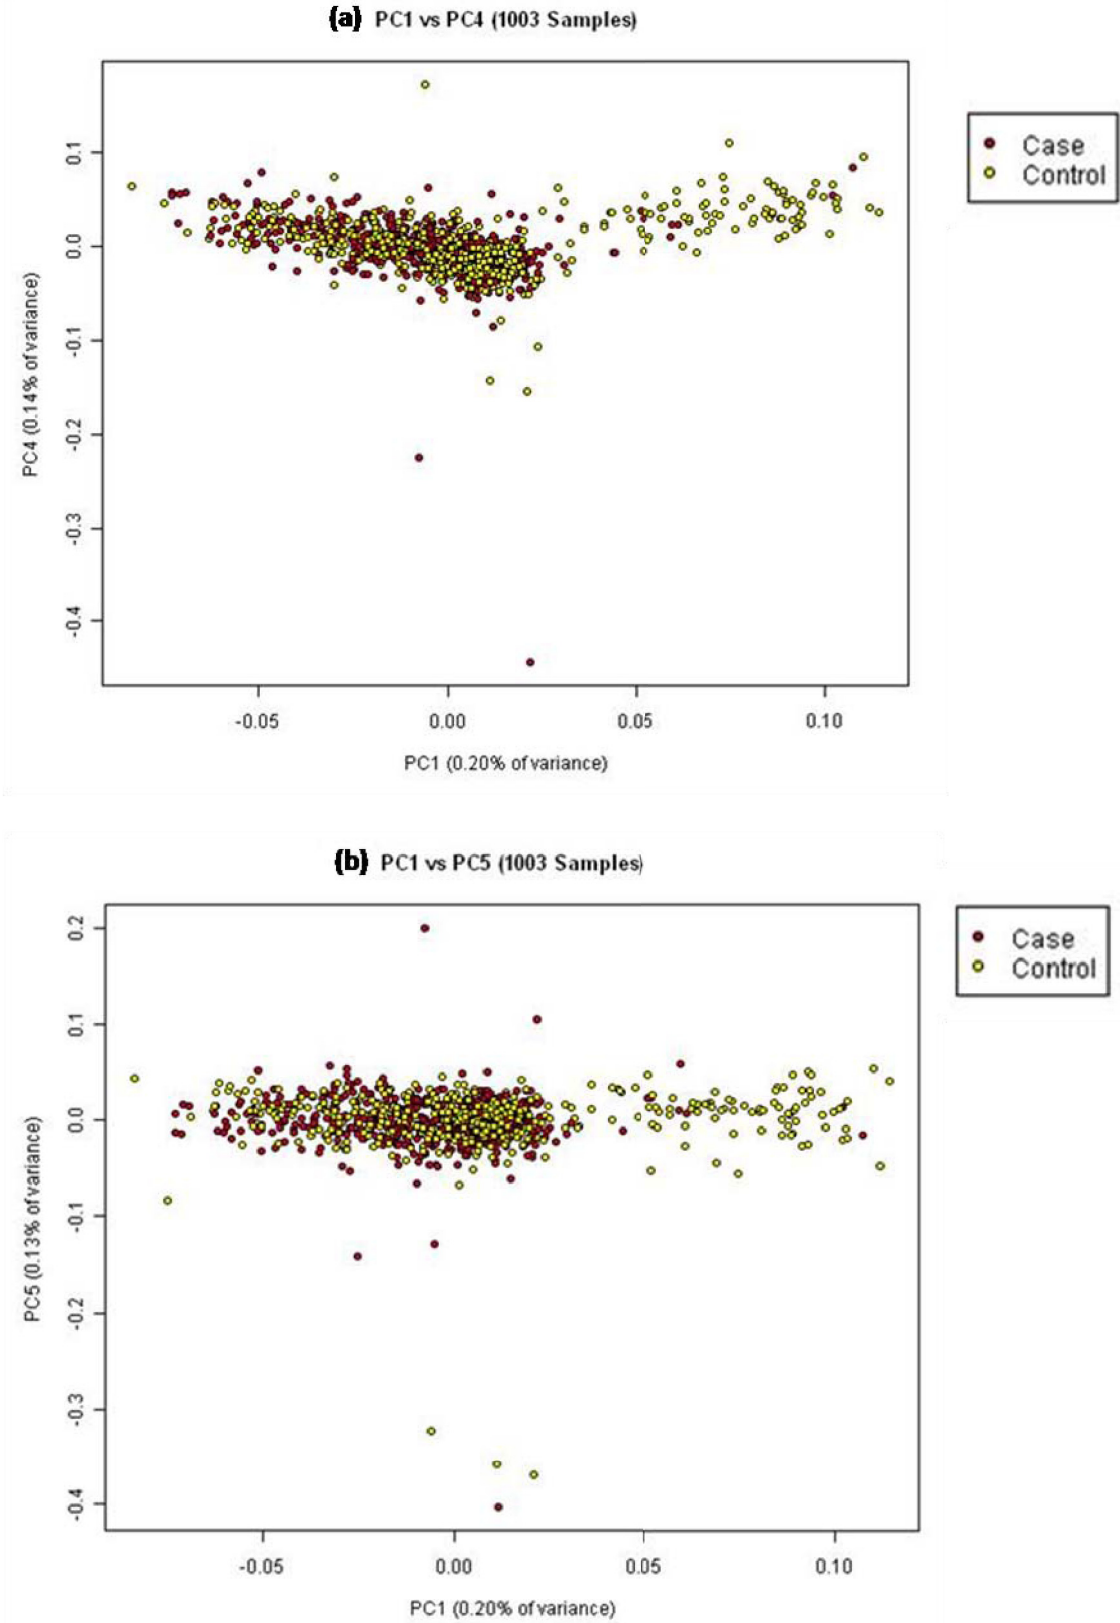 (a) PC1 vs PC4 (1003 Samples)
Case
Control
0.1
0.0
-0.1
-0.2
-0.3
-0.4
PC4 (0.14% of variance)
-0.05 0.00 0.05 0.10
PC1 (0.20% of variance)
(b) PC1 vs PC5 (1003 Samples)
Case
Control
0.2
0.1
0.0
-0.1
-0.2
-0.3
-0.4
PC5 (0.13% of variance)
-0.05 0.00 0.05 0.10
PC1 (0.20% of variance)